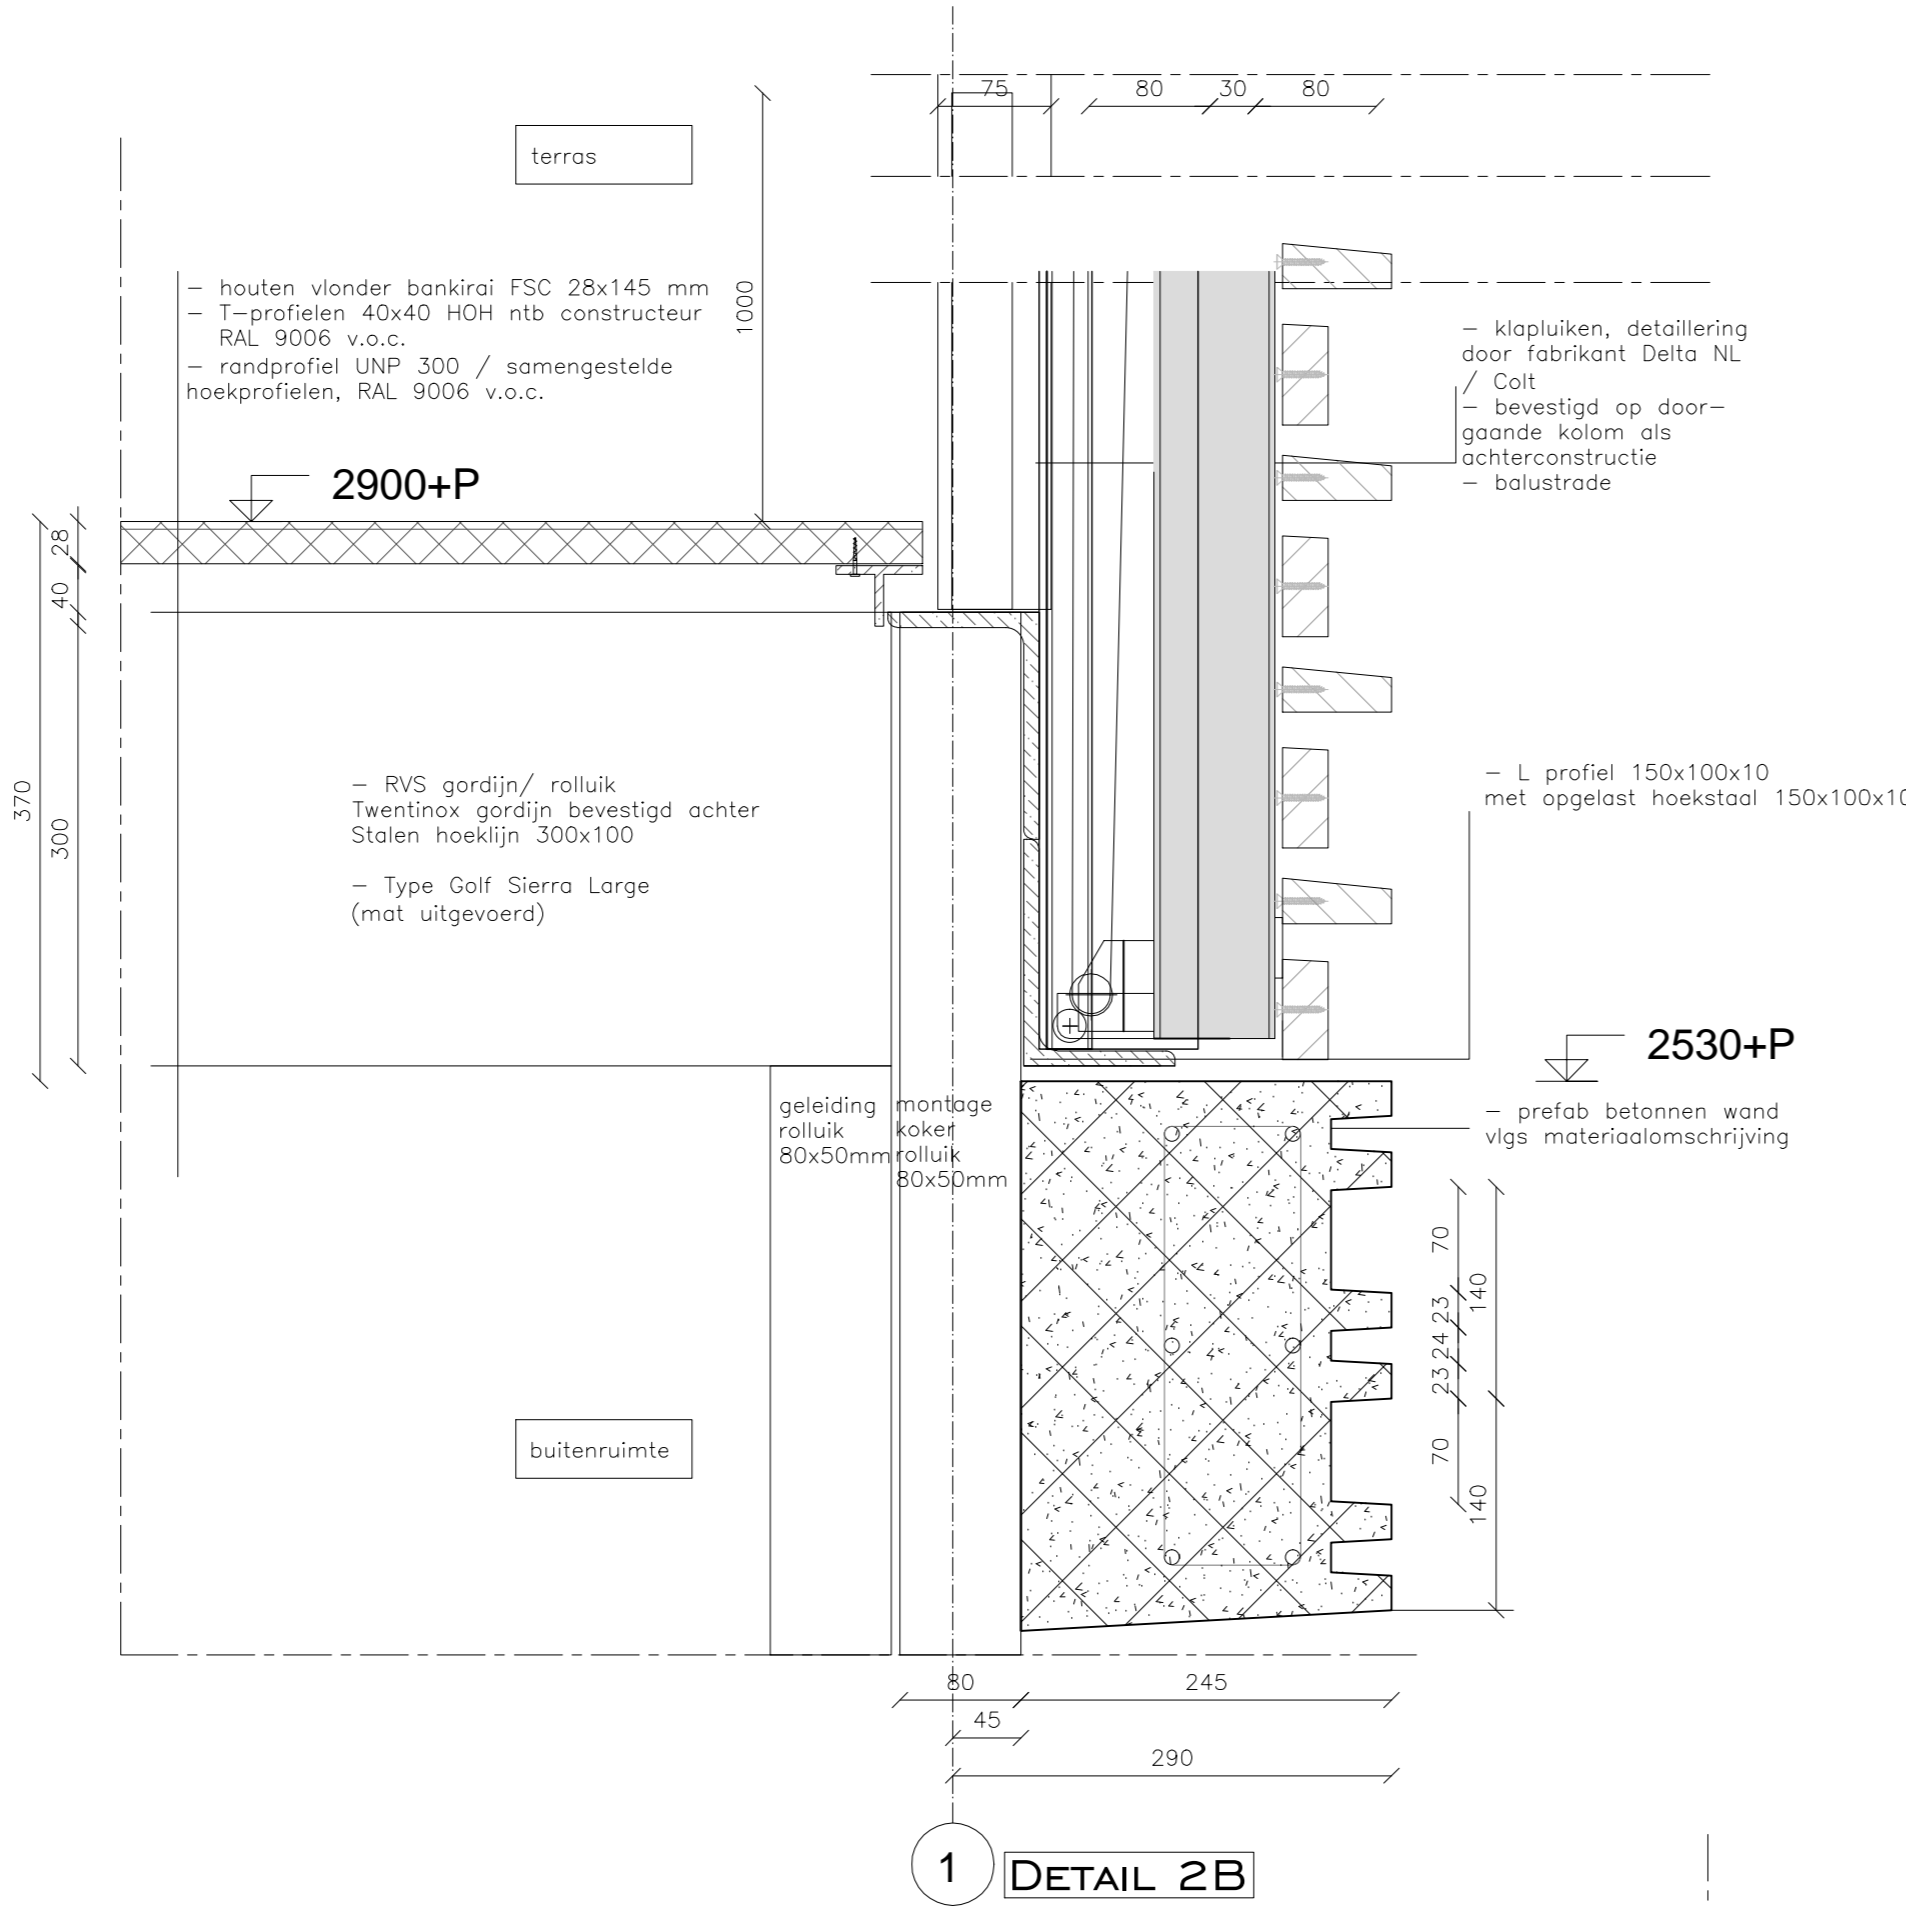 75
80
30
80
terras
1000
– houten vlonder bankirai FSC 28x145 mm
– T–profielen 40x40 HOH ntb constructeur
RAL 9006 v.o.c.
– randprofiel UNP 300 / samengestelde
hoekprofielen, RAL 9006 v.o.c.
– klapluiken, detaillering
door fabrikant Delta NL
/ Colt
– bevestigd op door–
gaande kolom als
achterconstructie
– balustrade
2900+P
28
40
370
300
– RVS gordijn/ rolluik
Twentinox gordijn bevestigd achter
Stalen hoeklijn 300x100
– Type Golf Sierra Large
(mat uitgevoerd)
– L profiel 150x100x10
met opgelast hoekstaal 150x100x10
2530+P
geleiding
rolluik
80x50mm
montage
koker
rolluik
80x50mm
– prefab betonnen wand
vlgs materiaalomschrijving
70
140
23
24
23
70
140
buitenruimte
80
245
45
290
1
DETAIL 2B